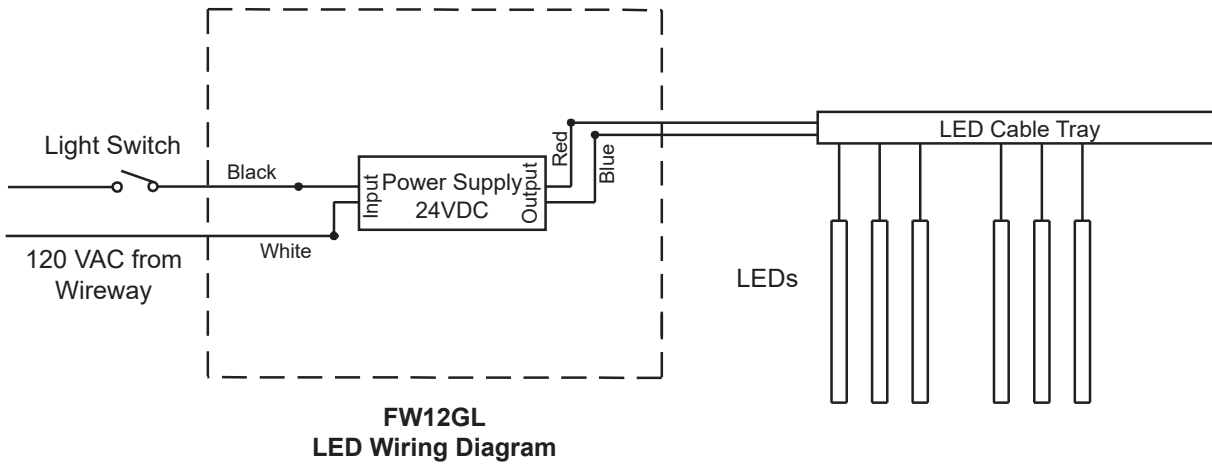 Light Switch
Black
Input
Power Supply
24VDC
Output
Red
Blue
LED Cable Tray
White
120 VAC from
Wireway
LEDs
FW12GL
LED Wiring Diagram